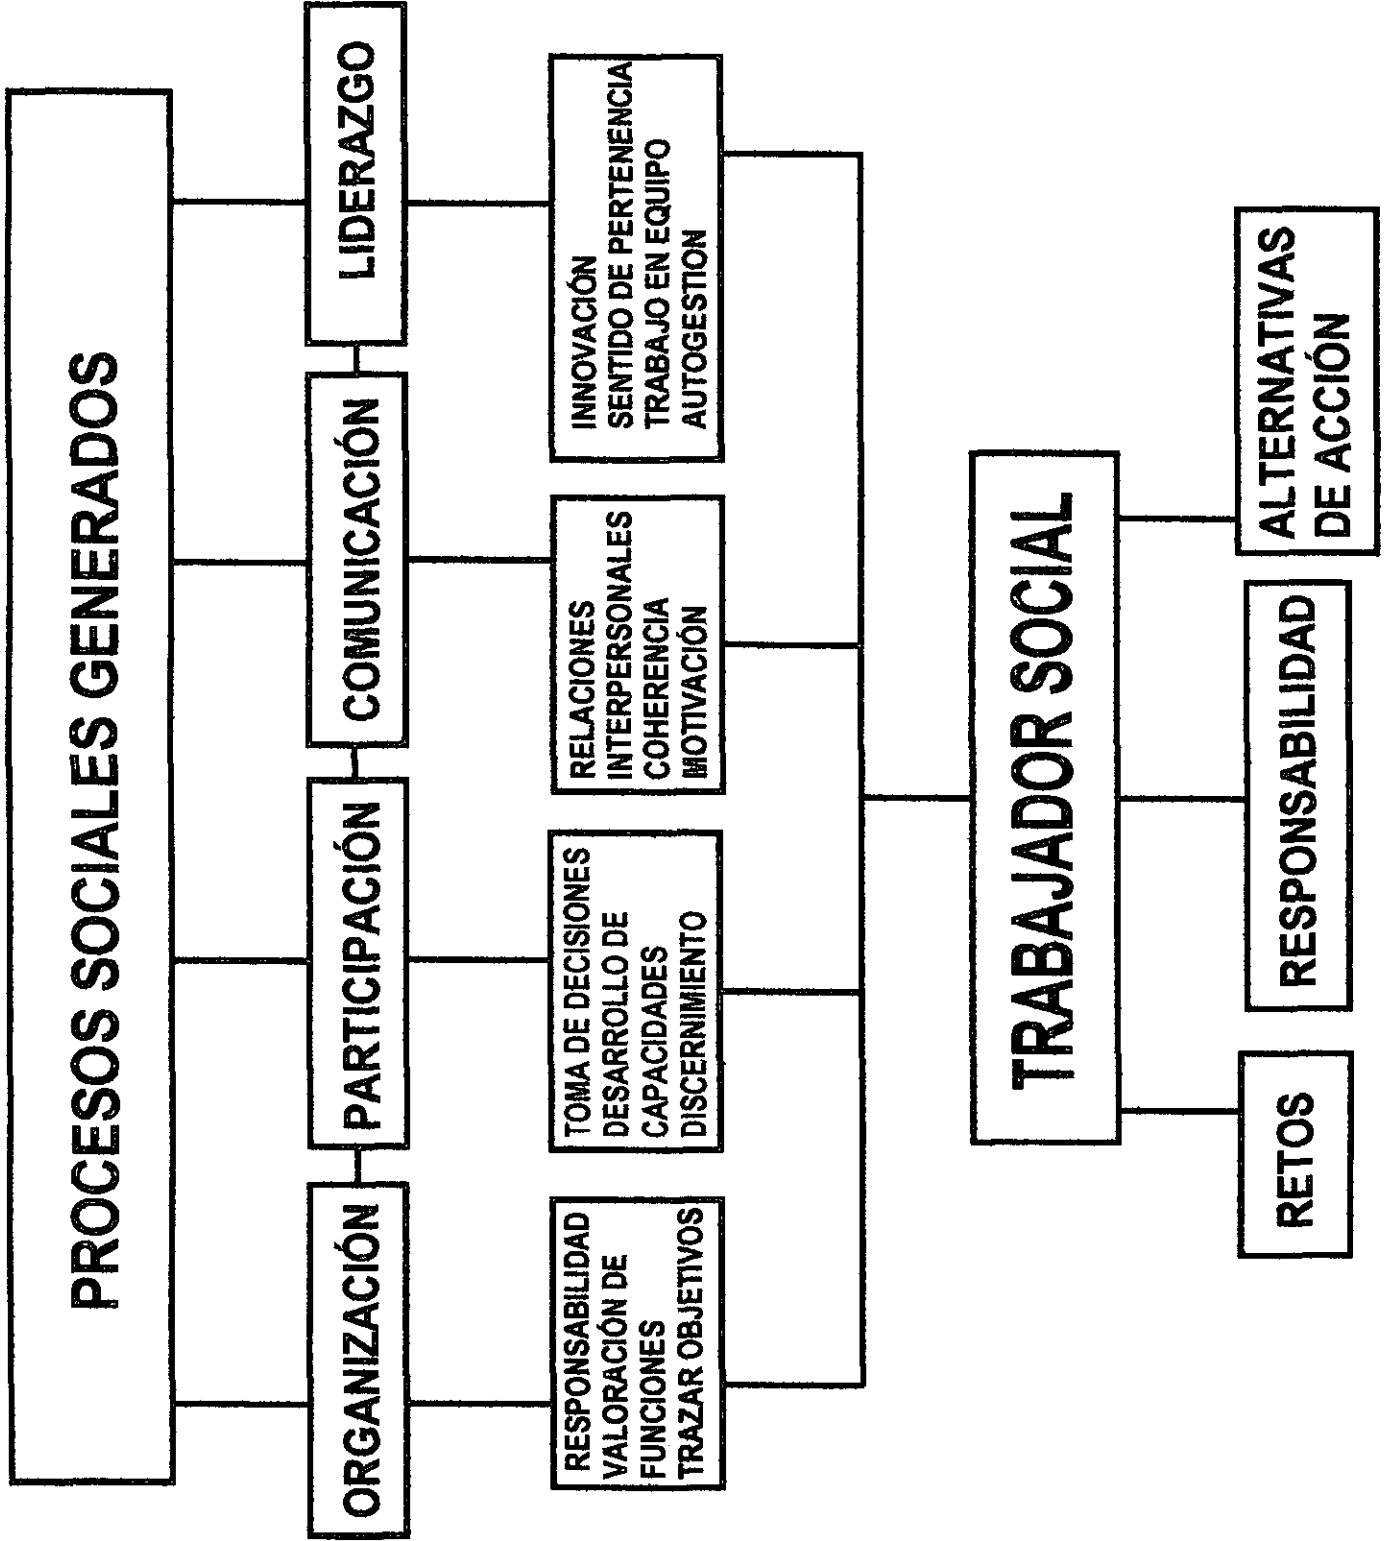 PROCESOS SOCIALES GENERADOS
ORGANIZACIÓN
PARTICIPACIÓN
COMUNICACIÓN
LIDERAZGO
RESPONSABILIDAD
VALORACIÓN DE
FUNCIONES
TRAZAR OBJETIVOS
TOMA DE DECISIONES
DESARROLLO DE
CAPACIDADES
DISCERNIMIENTO
RELACIONES
INTERPERSONALES
COHERENCIA
MOTIVACIÓN
INNOVACIÓN
SENTIDO DE PERTENENCIA
TRABAJO EN EQUIPO
AUTOGESTION
TRABAJADOR SOCIAL
RETOS
RESPONSABILIDAD
ALTERNATIVAS
DE ACCIÓN